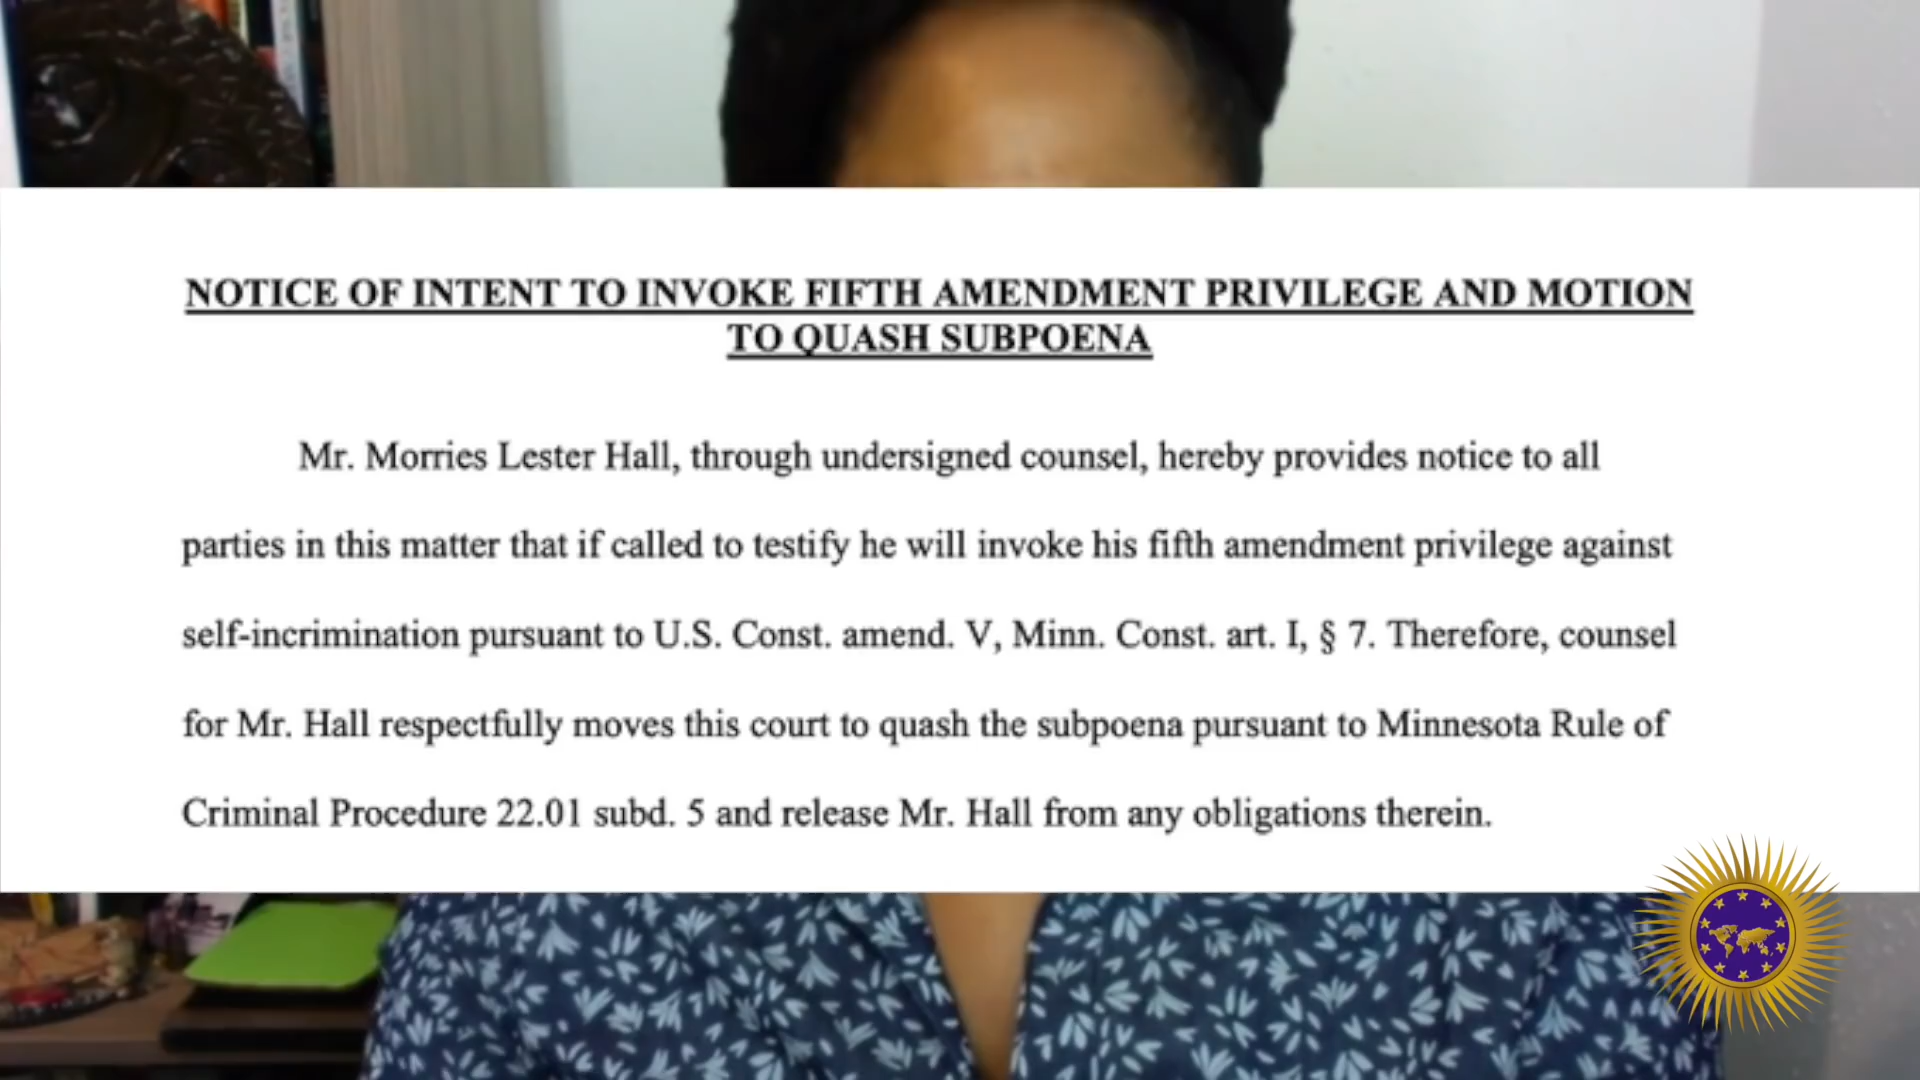 NOTICE OF INTENT TO INVOKE FIFTH AMENDMENT PRIVILEGE AND MOTION
TO QUASH SUBPOENA
Mr. Morries Lester Hall, through undersigned counsel, hereby provides notice to all
parties in this matter that if called to testify he will invoke his fifth amendment privilege against
self-incrimination pursuant to U.S. Const. amend. V, Minn. Const. art. I, § 7. Therefore, counsel
for Mr. Hall respectfully moves this court to quash the subpoena pursuant to Minnesota Rule of
Criminal Procedure 22.01 subd. 5 and release Mr. Hall from any obligations therein.